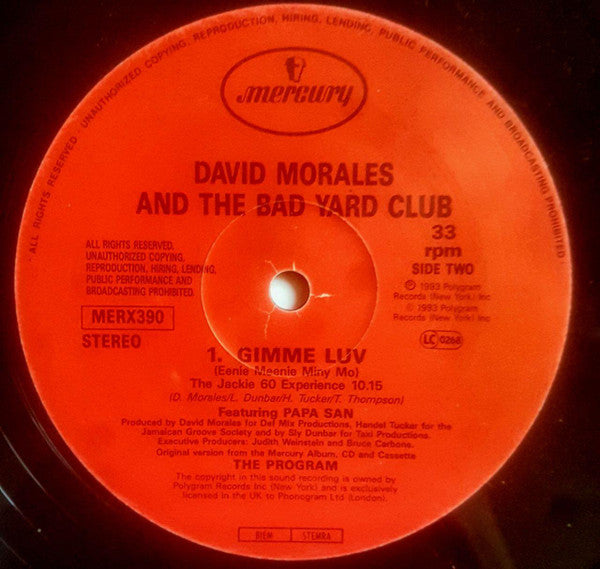 · ALL RIGHTS RESERVED · UNAUTHORIZED COPYING, REPRODUCTION, HIRING, LENDING, PUBLIC PERFORMANCE AND BROADCASTING PROHIBITED.
mercury
DAVID MORALES
AND THE BAD YARD CLUB
ALL RIGHTS RESERVED.
UNAUTHORIZED COPYING,
REPRODUCTION, HIRING, LENDING,
PUBLIC PERFORMANCE AND
BROADCASTING PROHIBITED.
MERX390
STEREO
33
rpm
SIDE TWO
℗ 1993 Polygram
Records (New York) Inc
© 1993 Polygram
Records (New York) Inc
LC 0268
1. GIMME LUV
(Eenie Meenie Miny Mo)
The Jackie 60 Experience 10.15
(D. Morales/L. Dunbar/H. Tucker/T. Thompson)
Featuring PAPA SAN
Produced by David Morales for Def Mix Productions, Handel Tucker for the
Jamaican Groove Society and by Sly Dunbar for Taxi Productions.
Executive Producers: Judith Weinstein and Bruce Carbone.
Original version from the Mercury Album, CD and Cassette
THE PROGRAM
The copyright in this sound recording is owned by
Polygram Records Inc (New York) and is exclusively
licensed in the UK to Phonogram Ltd (London).
BIEM STEMRA